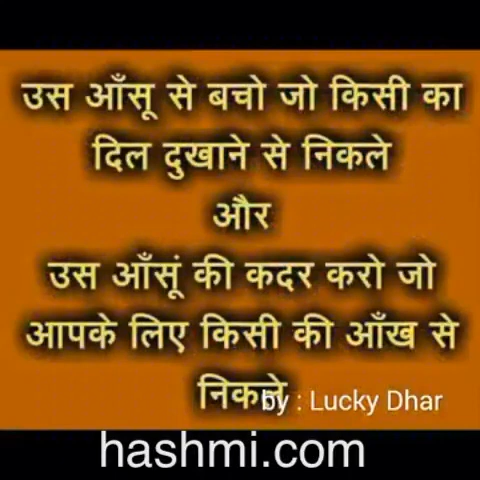 उस आँसू से बचो जो किसी का
दिल दुखाने से निकले
और
उस आँसूं की कदर करो जो
आपके लिए किसी की आँख से
निकले
by : Lucky Dhar
hashmi.com